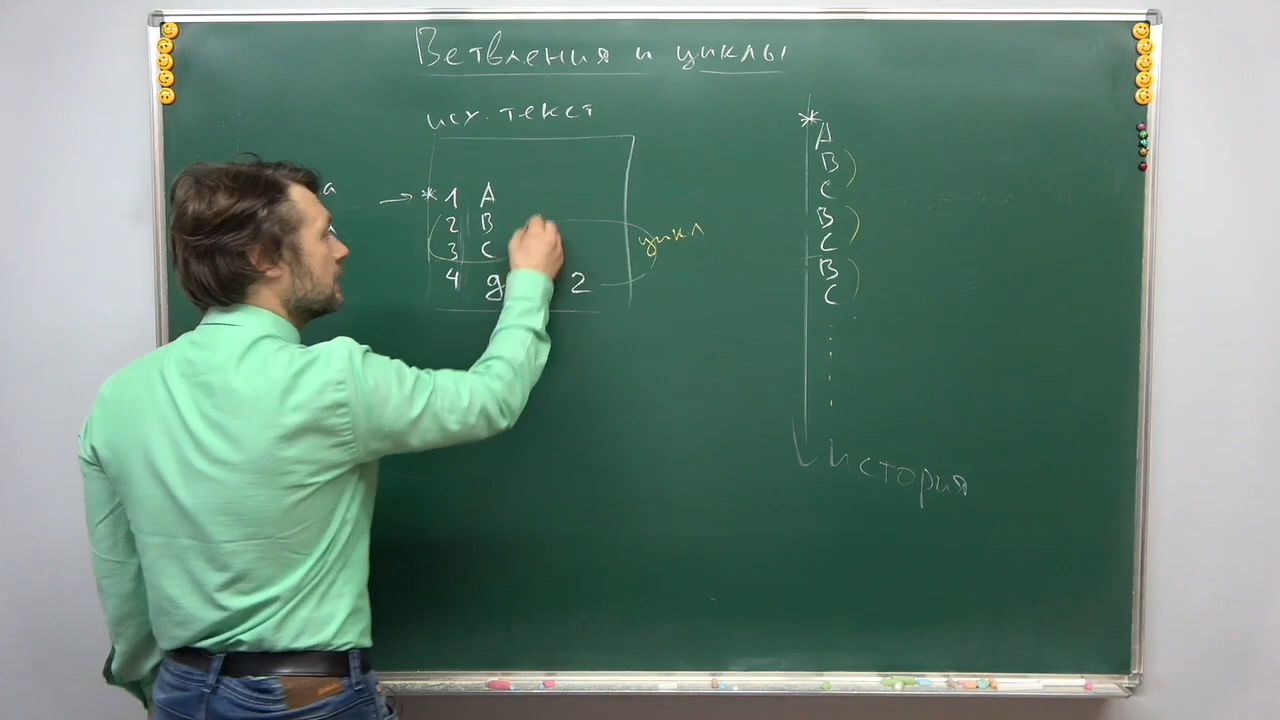 Ветвления и циклы
исх. текст
* 1 A
2 B
3 C
4 g 2
цикл
*
A
B
C
B
C
B
C
История